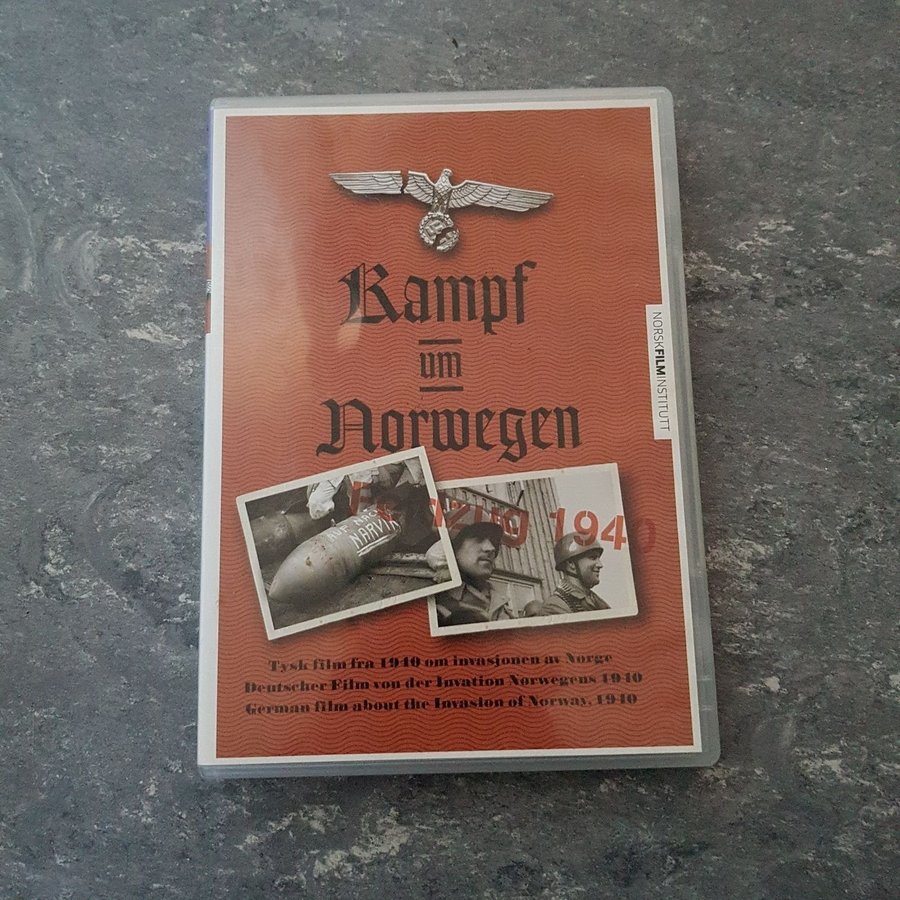 Kampf
um
Norwegen
NORSKFILMINSTITUTT
NARVIK
1940
Tysk film fra 1940 om invasjonen av Norge
Deutscher Film von der Invation Norwegens 1940
German film about the Invasion of Norway, 1940